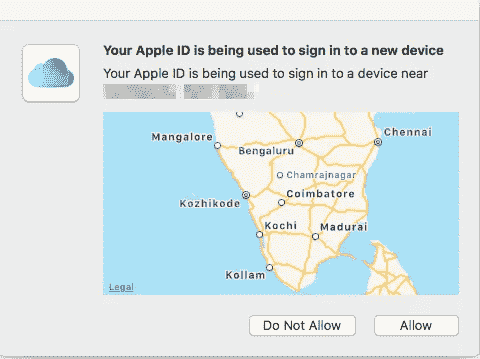 Your Apple ID is being used to sign in to a new device
Your Apple ID is being used to sign in to a device near
Mangalore
Chennai
Bengaluru
Chamrajnagar
Coimbatore
Kozhikode
Kochi
Madurai
Kollam
Legal
Do Not Allow
Allow